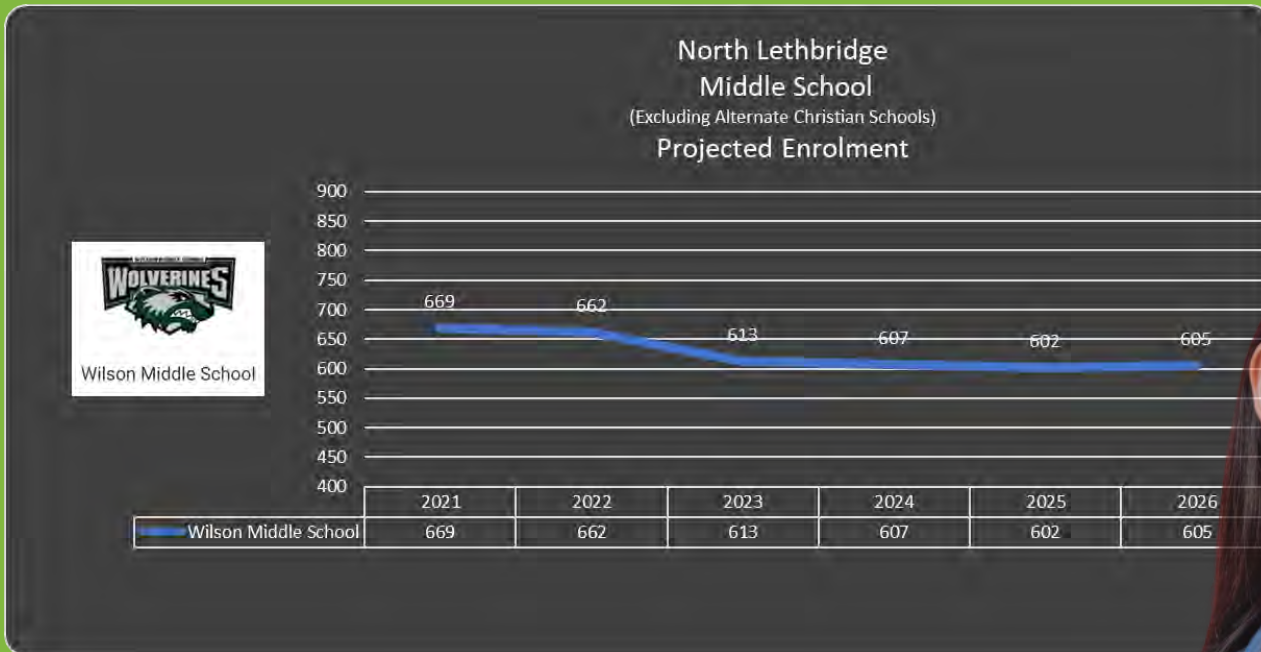 North Lethbridge
Middle School
(Excluding Alternate Christian Schools)
Projected Enrolment
900
850
800
750
700
650
600
550
500
450
400
WOLVERINES
Wilson Middle School
669 662 613 607 602 605
2021 2022 2023 2024 2025 2026
Wilson Middle School 669 662 613 607 602 605